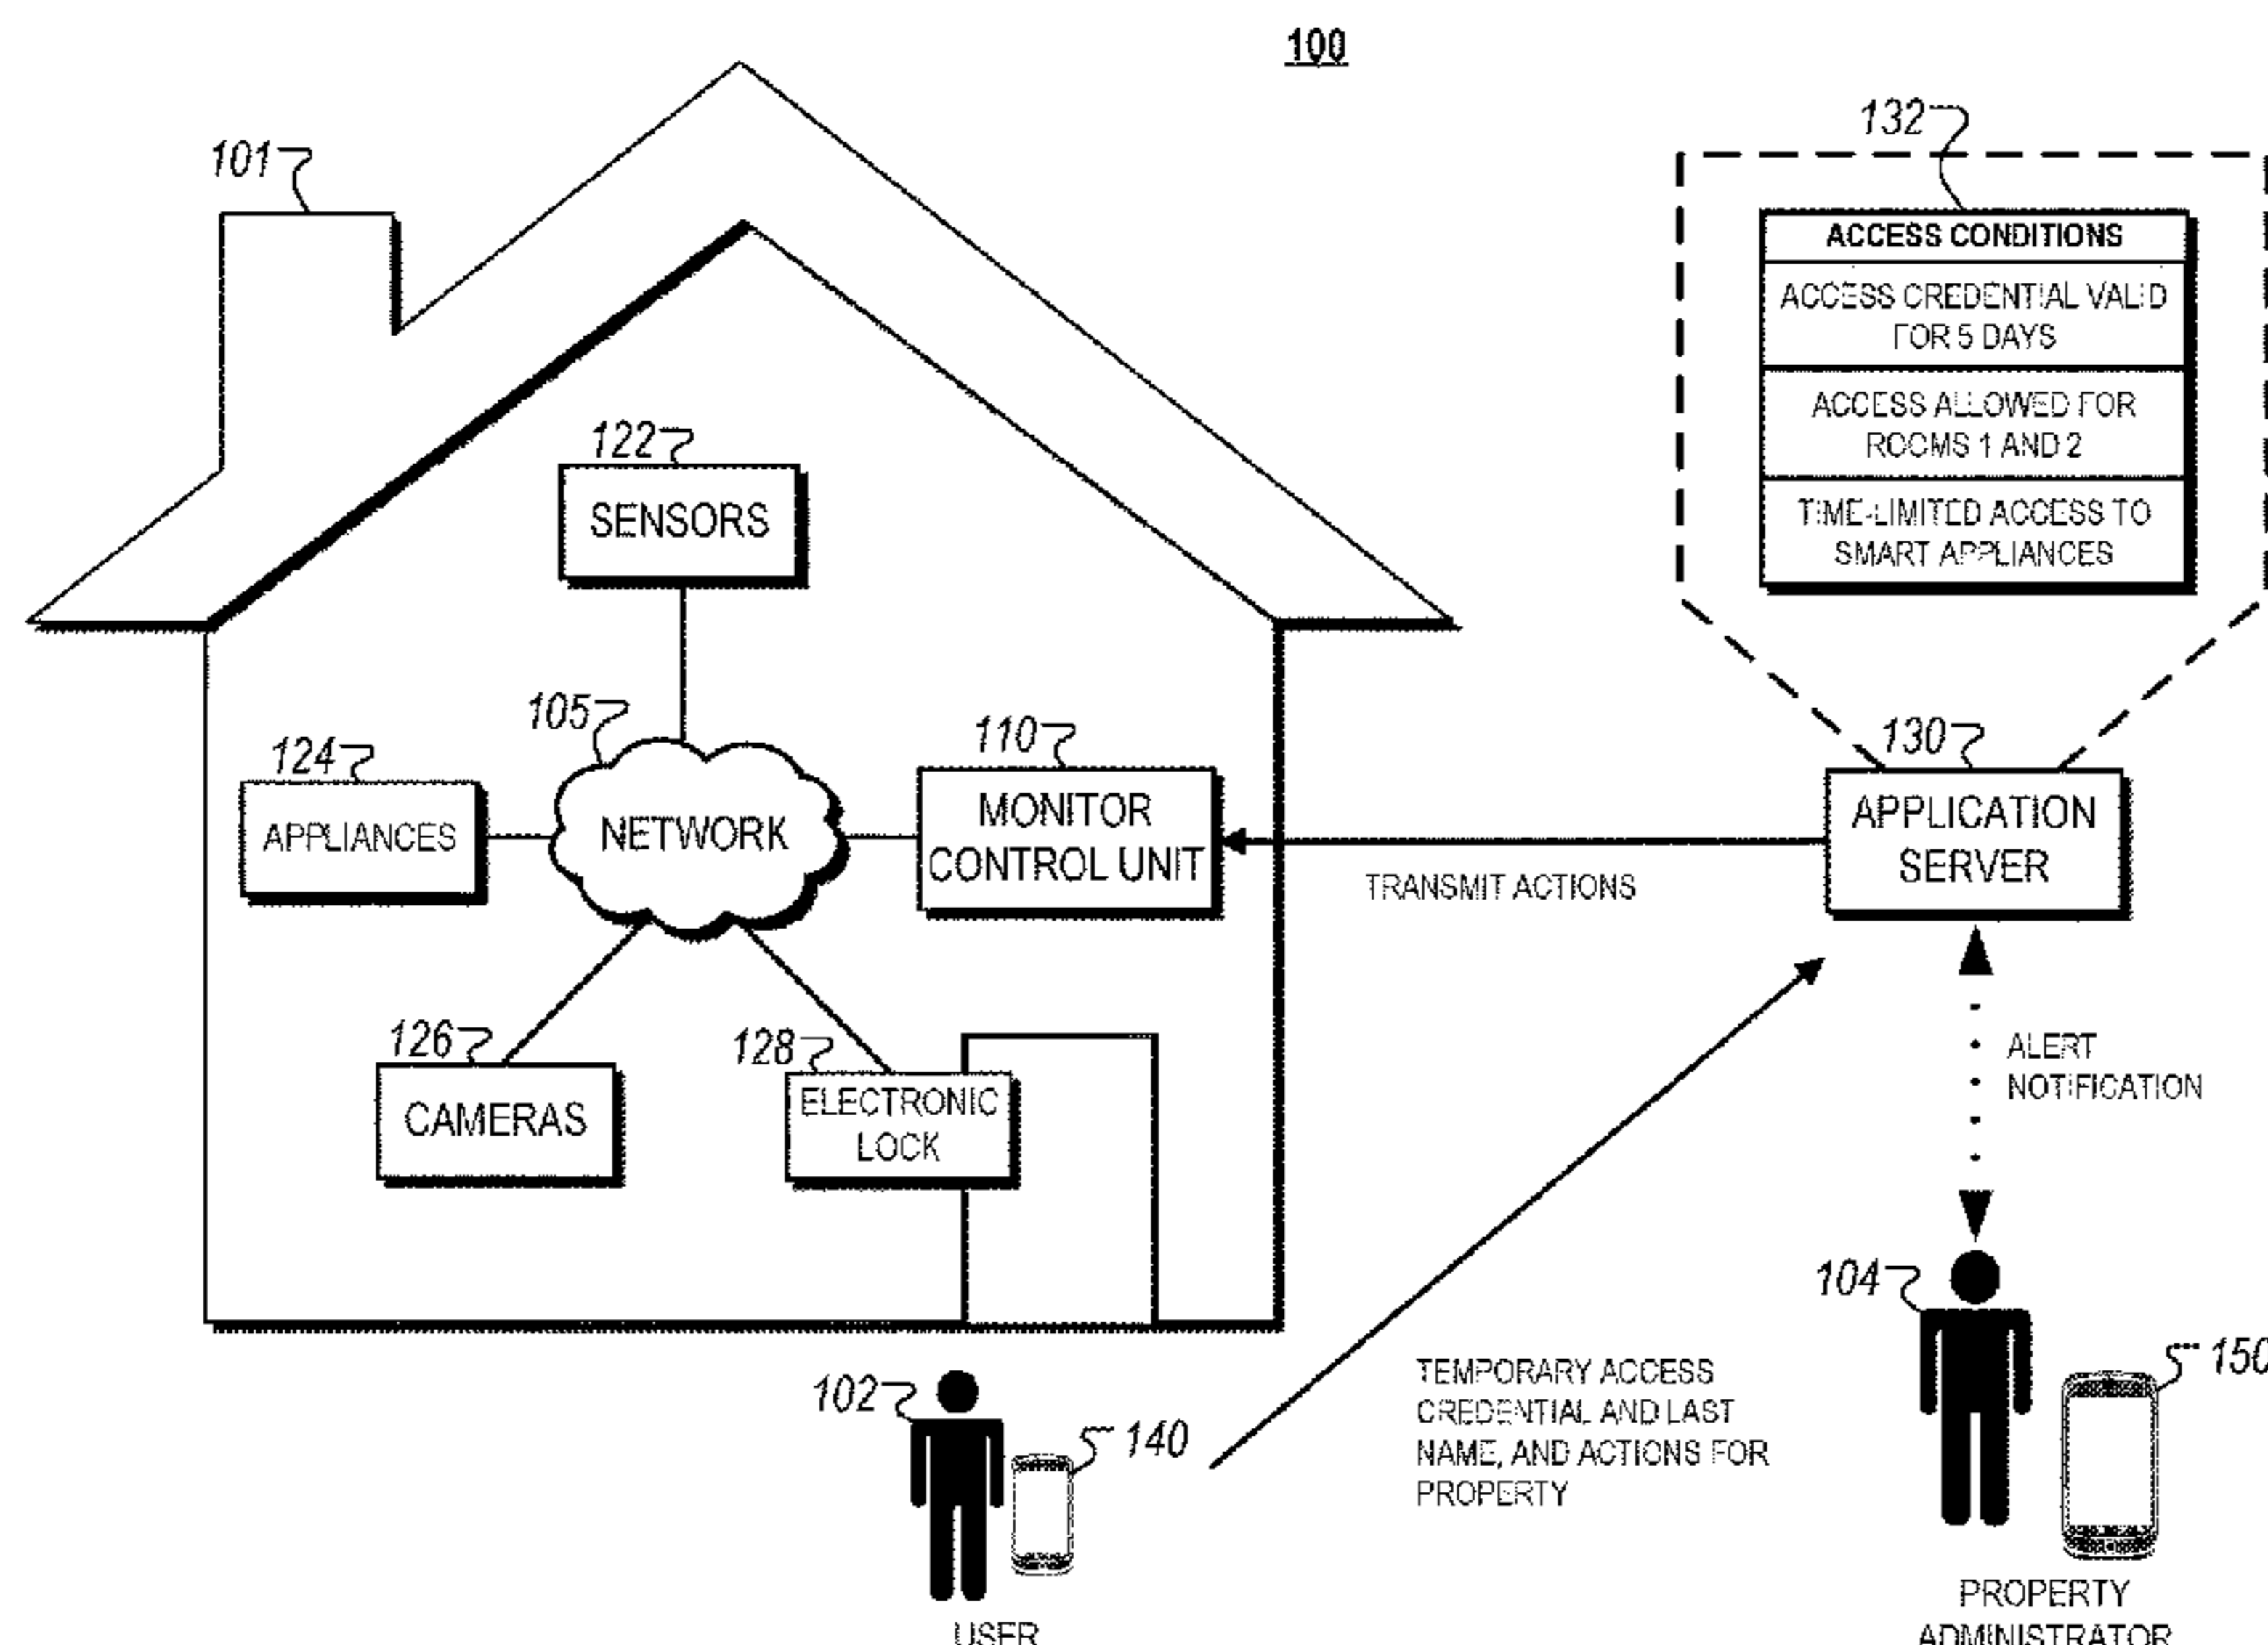 100
101
132
ACCESS CONDITIONS
ACCESS CREDENTIAL VALID
FOR 5 DAYS
ACCESS ALLOWED FOR
ROOMS 1 AND 2
TIME-LIMITED ACCESS TO
SMART APPLIANCES
122
SENSORS
105
NETWORK
124
APPLIANCES
110
MONITOR
CONTROL UNIT
130
APPLICATION
SERVER
TRANSMIT ACTIONS
126
CAMERAS
128
ELECTRONIC
LOCK
ALERT
NOTIFICATION
104
150
102
140
TEMPORARY ACCESS
CREDENTIAL AND LAST
NAME, AND ACTIONS FOR
PROPERTY
USER
PROPERTY
ADMINISTRATOR